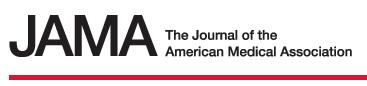 JAMA
The Journal of the
American Medical Association